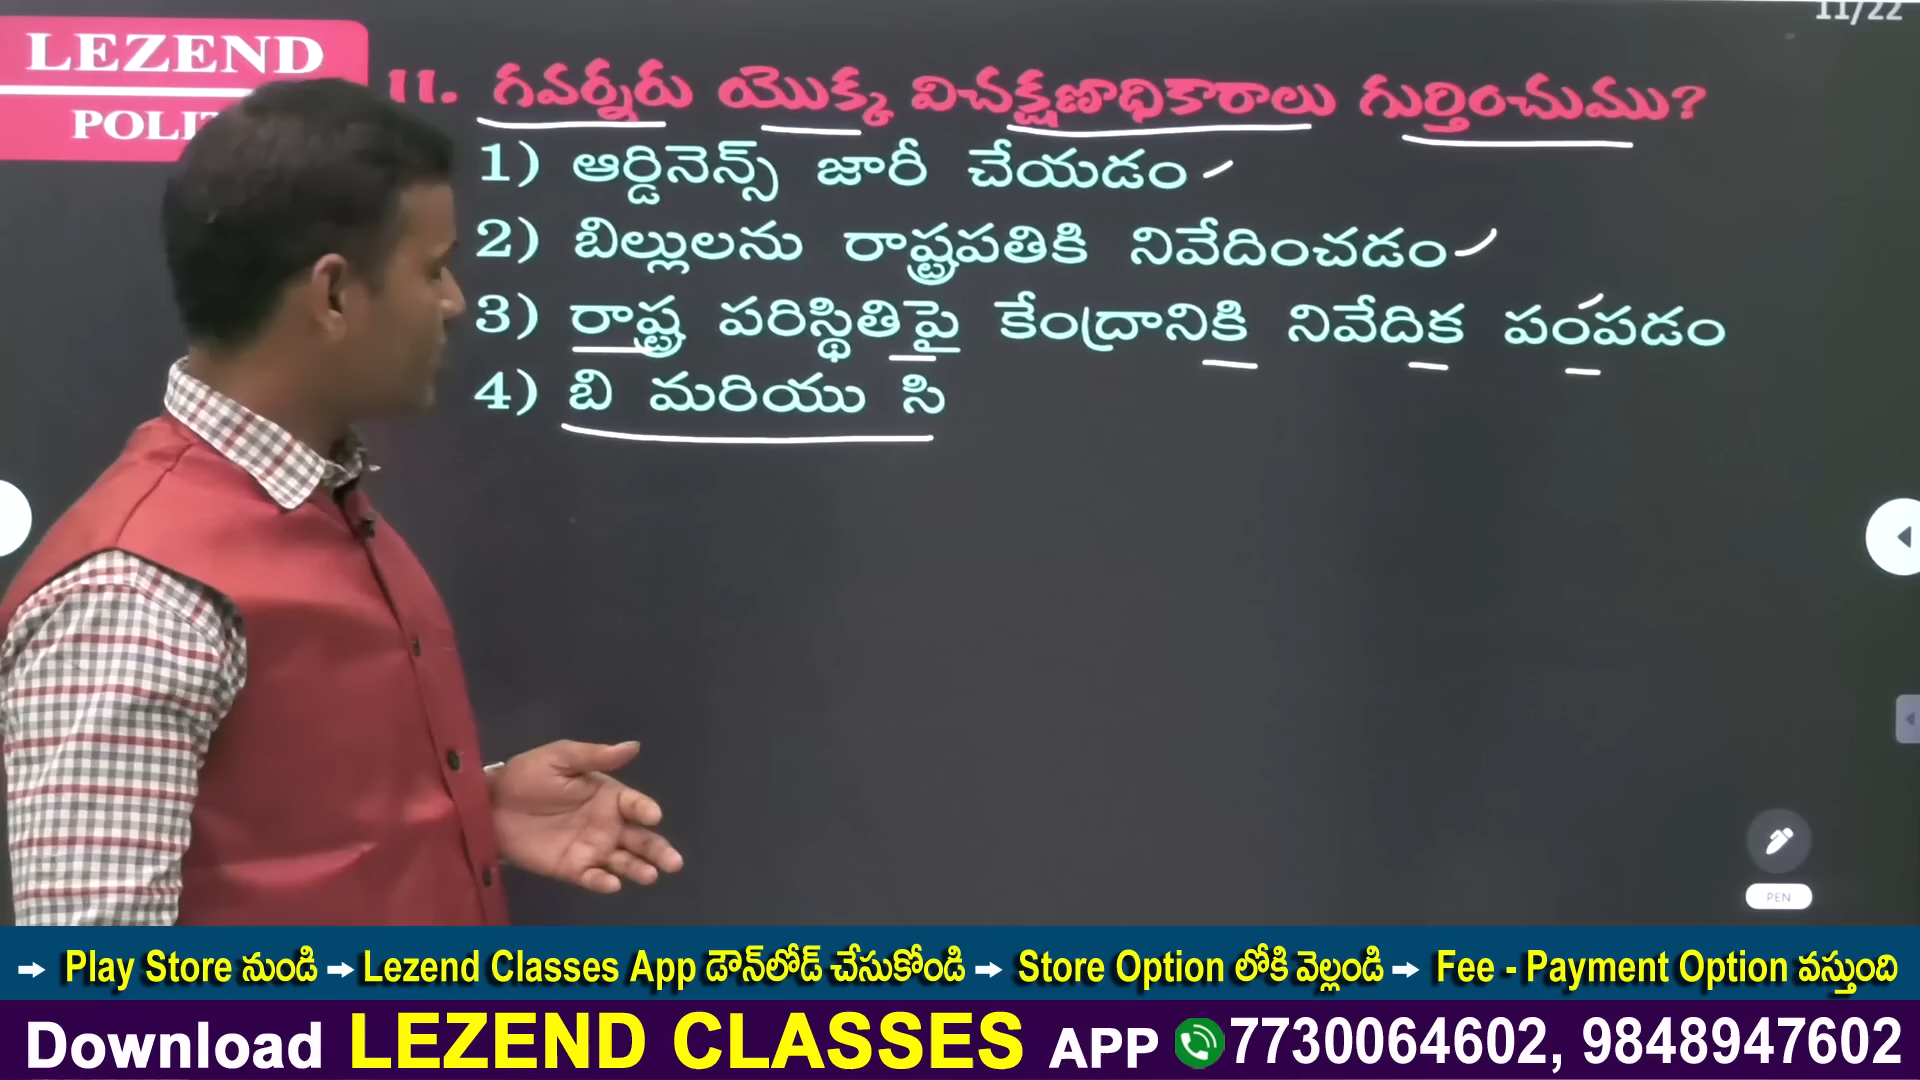 11/22
LEZEND
11. గవర్నరు యొక్క విచక్షణాధికారాలు గుర్తించుము?
1) ఆర్డినెన్స్ జారీ చేయడం
2) బిల్లులను రాష్ట్రపతికి నివేదించడం
3) రాష్ట్ర పరిస్థితిపై కేంద్రానికి నివేదిక పంపడం
4) బి మరియు సి
PEN
→ Play Store నుండి → Lezend Classes App డౌన్‌లోడ్ చేసుకోండి → Store Option లోకి వెల్లండి → Fee - Payment Option వస్తుంది
Download LEZEND CLASSES APP 7730064602, 9848947602